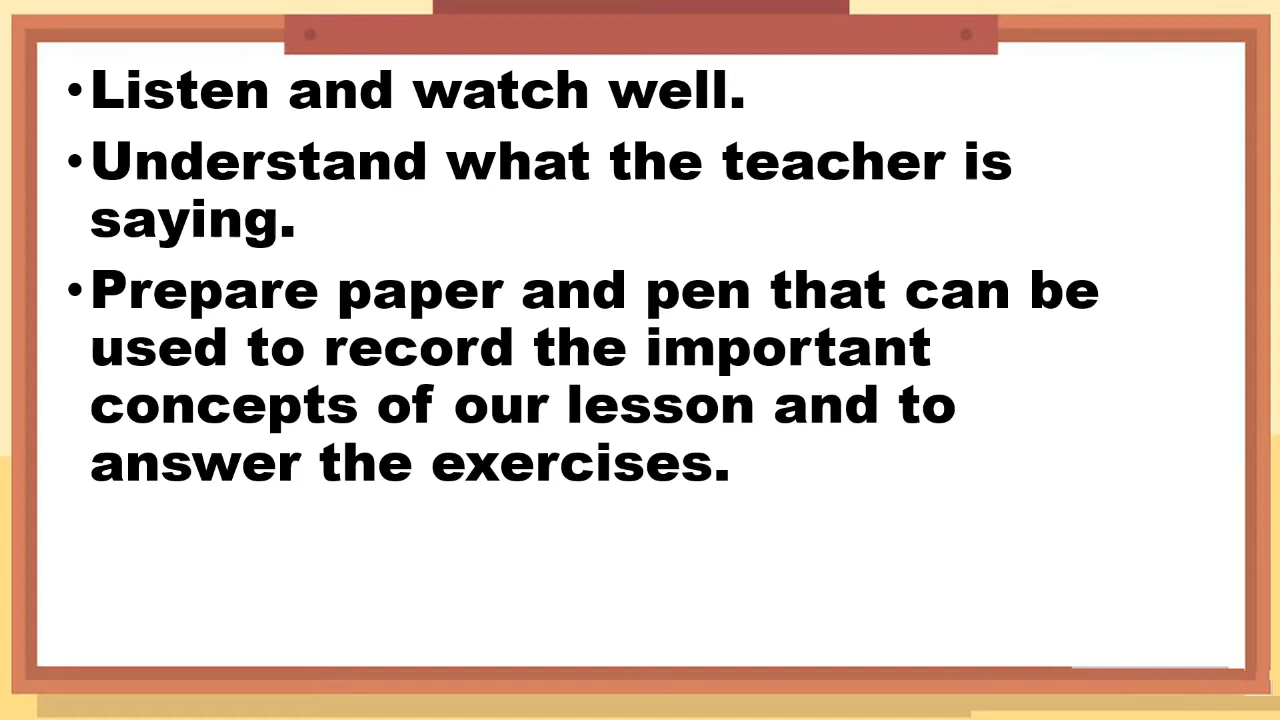 •Listen and watch well.
•Understand what the teacher is
saying.
•Prepare paper and pen that can be
used to record the important
concepts of our lesson and to
answer the exercises.